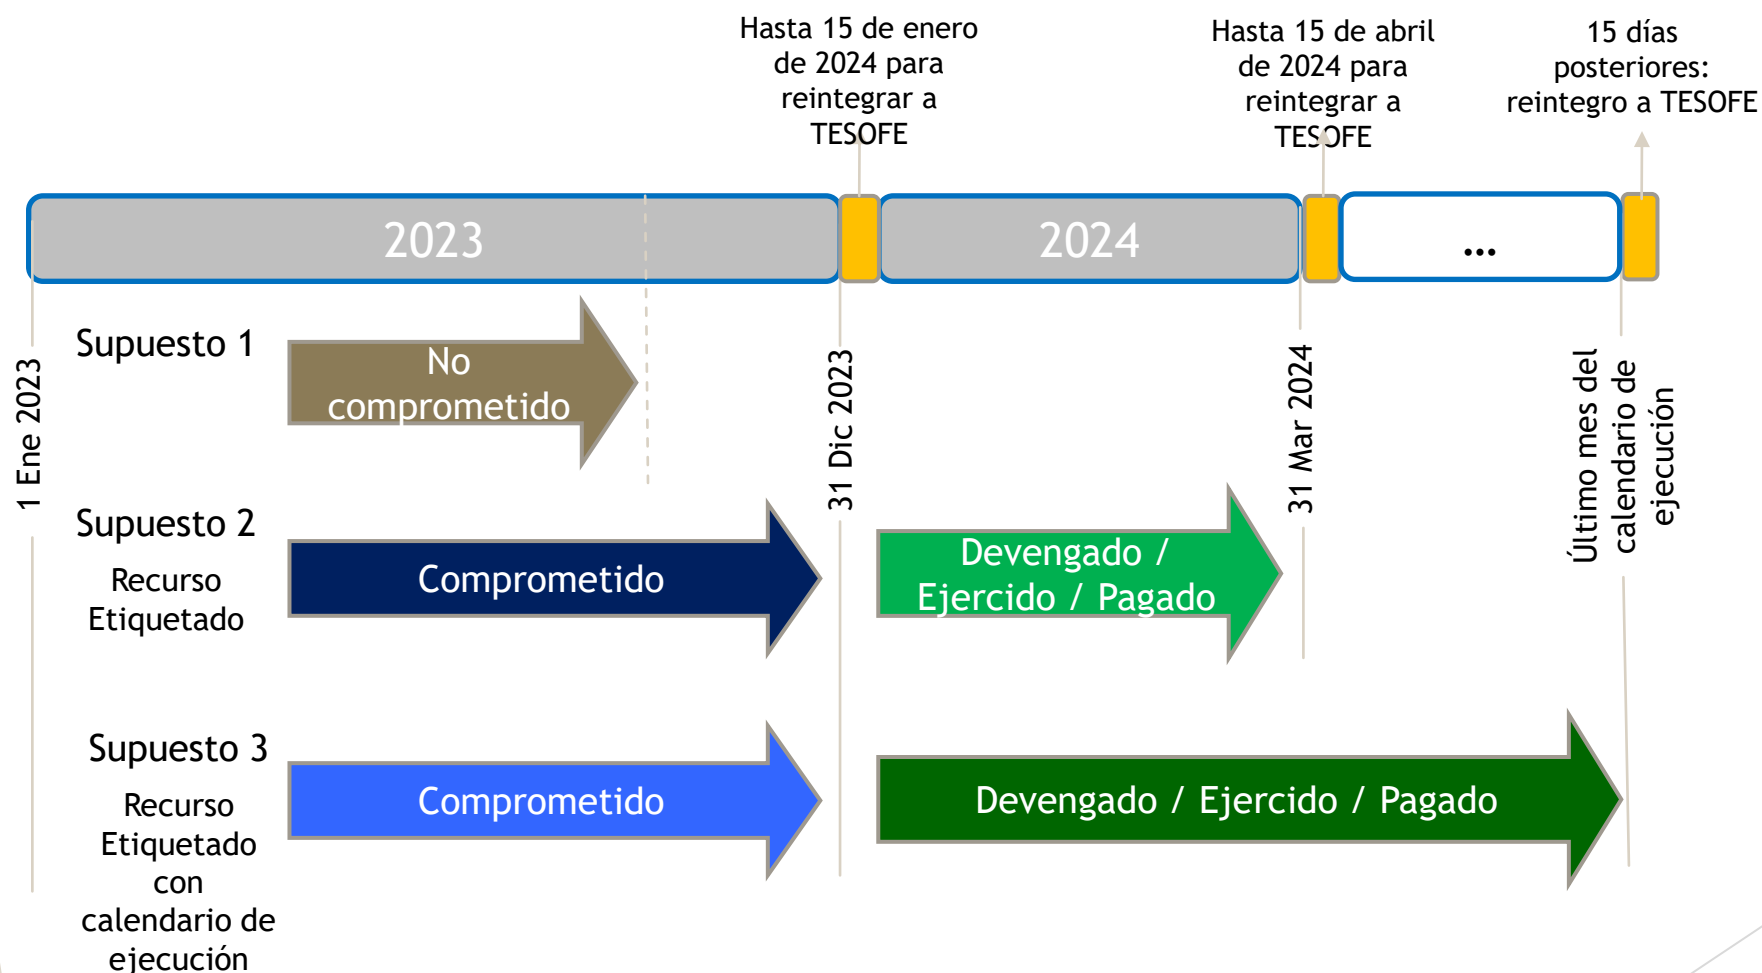 Hasta 15 de enero
de 2024 para
reintegrar a
TESOFE
Hasta 15 de abril
de 2024 para
reintegrar a
TESOFE
15 días
posteriores:
reintegro a TESOFE
2023
2024
...
1 Ene 2023
31 Dic 2023
31 Mar 2024
Último mes del
calendario de
ejecución
Supuesto 1
No
comprometido
Supuesto 2
Recurso
Etiquetado
Comprometido
Devengado /
Ejercido / Pagado
Supuesto 3
Recurso
Etiquetado
con
calendario de
ejecución
Comprometido
Devengado / Ejercido / Pagado